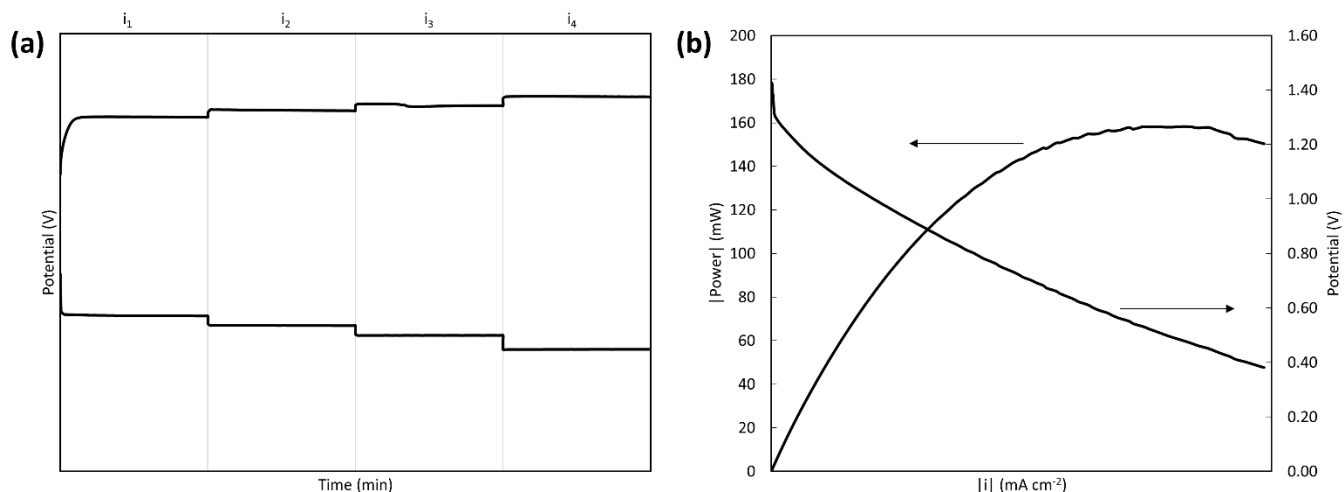 (a)
i₁ i₂ i₃ i₄
Potential (V)
Time (min)
(b)
200
180
160
140
120
100
80
60
40
20
0
|Power| (mW)
1.60
1.40
1.20
1.00
0.80
0.60
0.40
0.20
0.00
Potential (V)
|i| (mA cm⁻²)